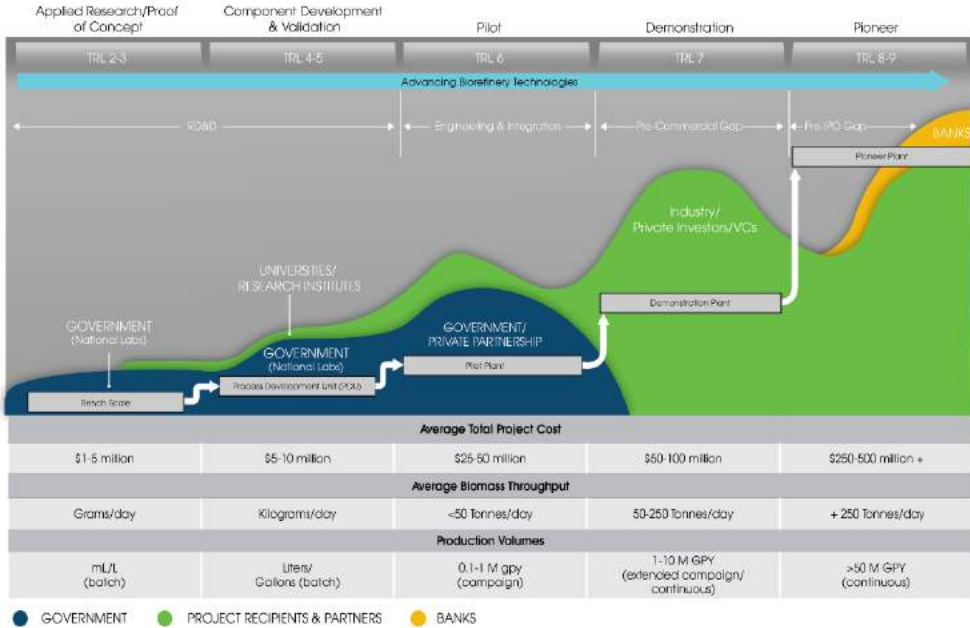 Applied Research/Proof
of Concept
Component Development
& Validation
Pilot
Demonstration
Pioneer
TRL 2-3
TRL 4-5
TRL 6
TRL 7
TRL 8-9
Advancing Biorefinery Technologies
RD&D
Engineering & Integration
Pre-Commercial Gap
Pre-IPO Gap
BANKS
Pioneer Plant
Industry/
Private Investors/VCs
UNIVERSITIES/
RESEARCH INSTITUTES
Demonstration Plant
GOVERNMENT
(National Labs)
GOVERNMENT
(National Labs)
GOVERNMENT/
PRIVATE PARTNERSHIP
Pilot Plant
Process Development Unit (PDU)
Bench Scale
Average Total Project Cost
$1-5 million
$5-10 million
$25-50 million
$50-100 million
$250-500 million +
Average Biomass Throughput
Grams/day
Kilograms/day
<50 Tonnes/day
50-250 Tonnes/day
+ 250 Tonnes/day
Production Volumes
mL/L
(batch)
Liters/
Gallons (batch)
0.1-1 M gpy
(campaign)
1-10 M GPY
(extended campaign/
continuous)
>50 M GPY
(continuous)
GOVERNMENT
PROJECT RECIPIENTS & PARTNERS
BANKS